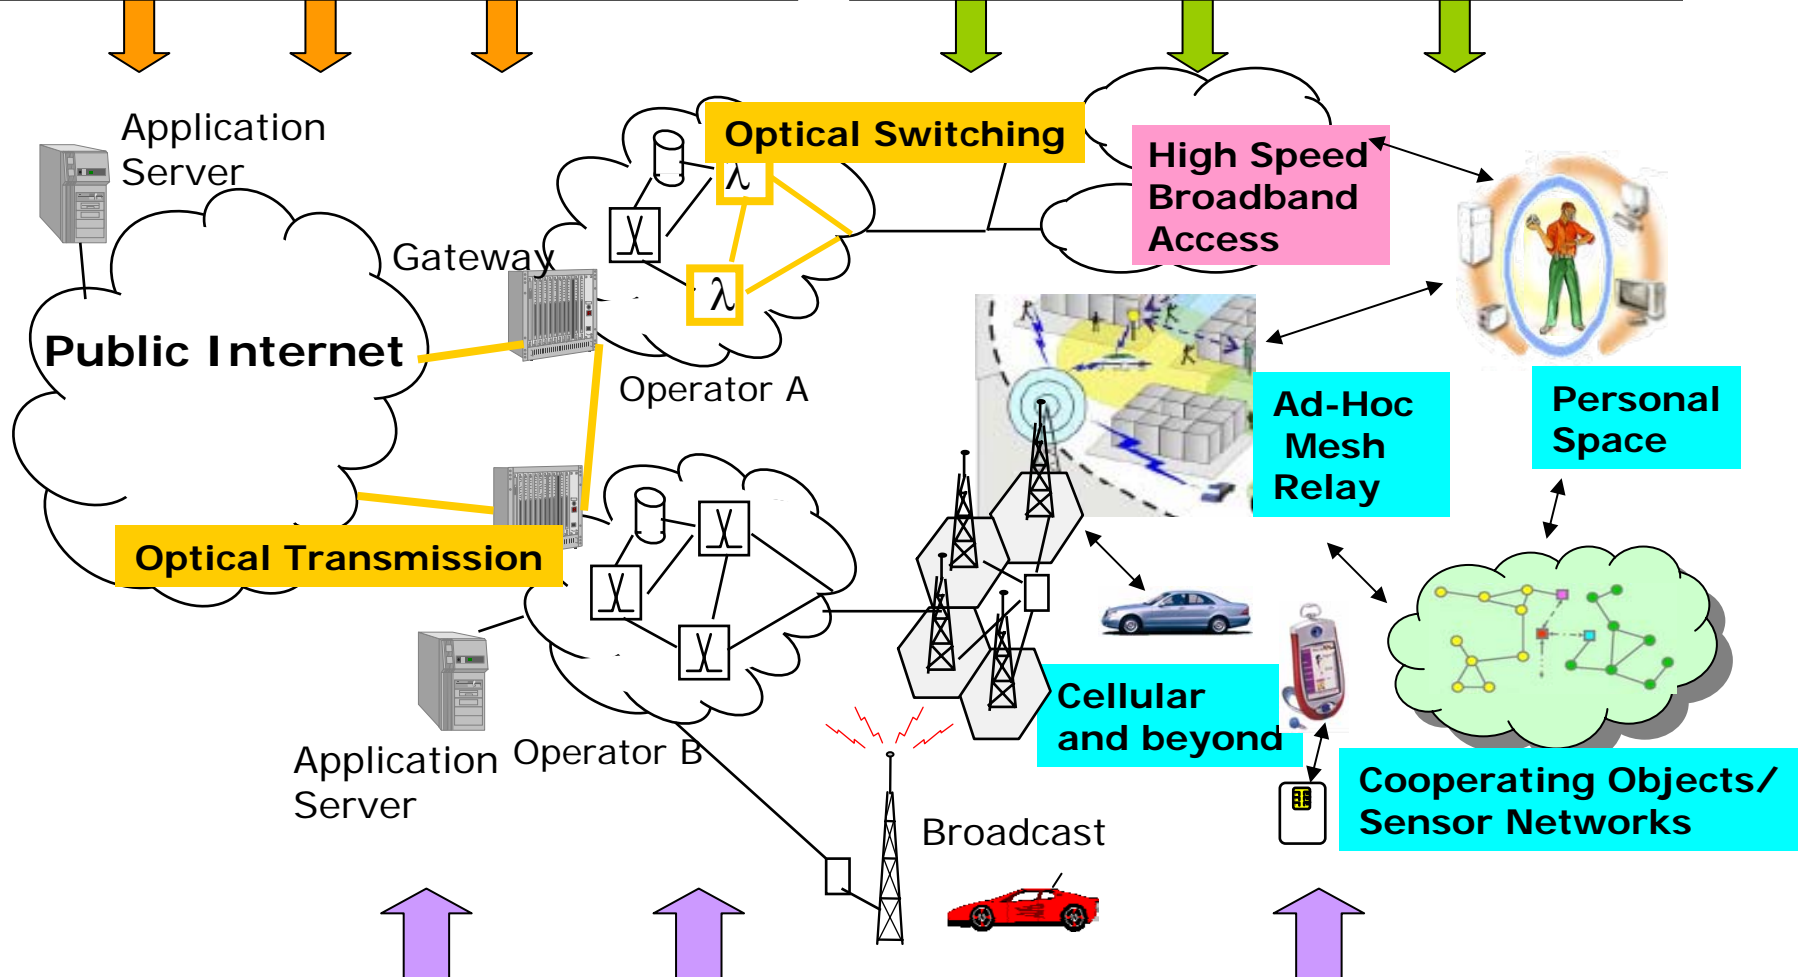 Application
Server
Optical Switching
High Speed
Broadband
Access
λ
Gateway
λ
Public Internet
Operator A
Ad-Hoc
Mesh
Relay
Personal
Space
Optical Transmission
Cellular
and beyond
Application
Server
Operator B
Cooperating Objects/
Sensor Networks
Broadcast